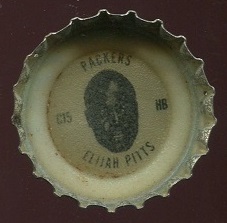 PACKERS
C15
HB
ELIJAH PITTS